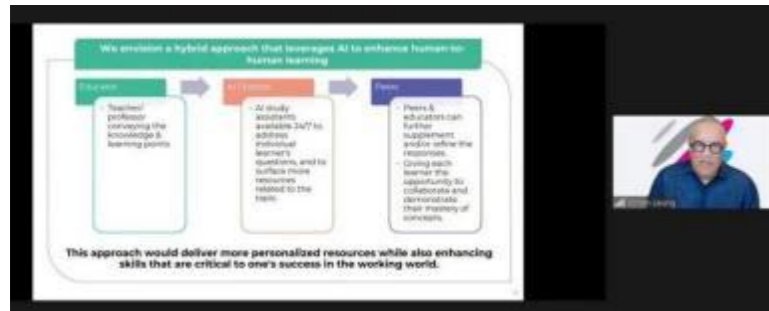 We envision a hybrid approach that leverages AI to enhance human-to-
human learning
Educator
Peers
- Teacher/
professor
conveying the
knowledge &
learning points
- AI study
assistants
available 24/7 to
address
individual
learner's
questions, and to
surface more
resources
related to the
topic.
- Peers &
educators can
further
supplement
and/or refine the
responses.
- Giving each
learner the
opportunity to
collaborate and
demonstrate
their mastery of
concepts.
This approach would deliver more personalized resources while also enhancing
skills that are critical to one's success in the working world.
Leung